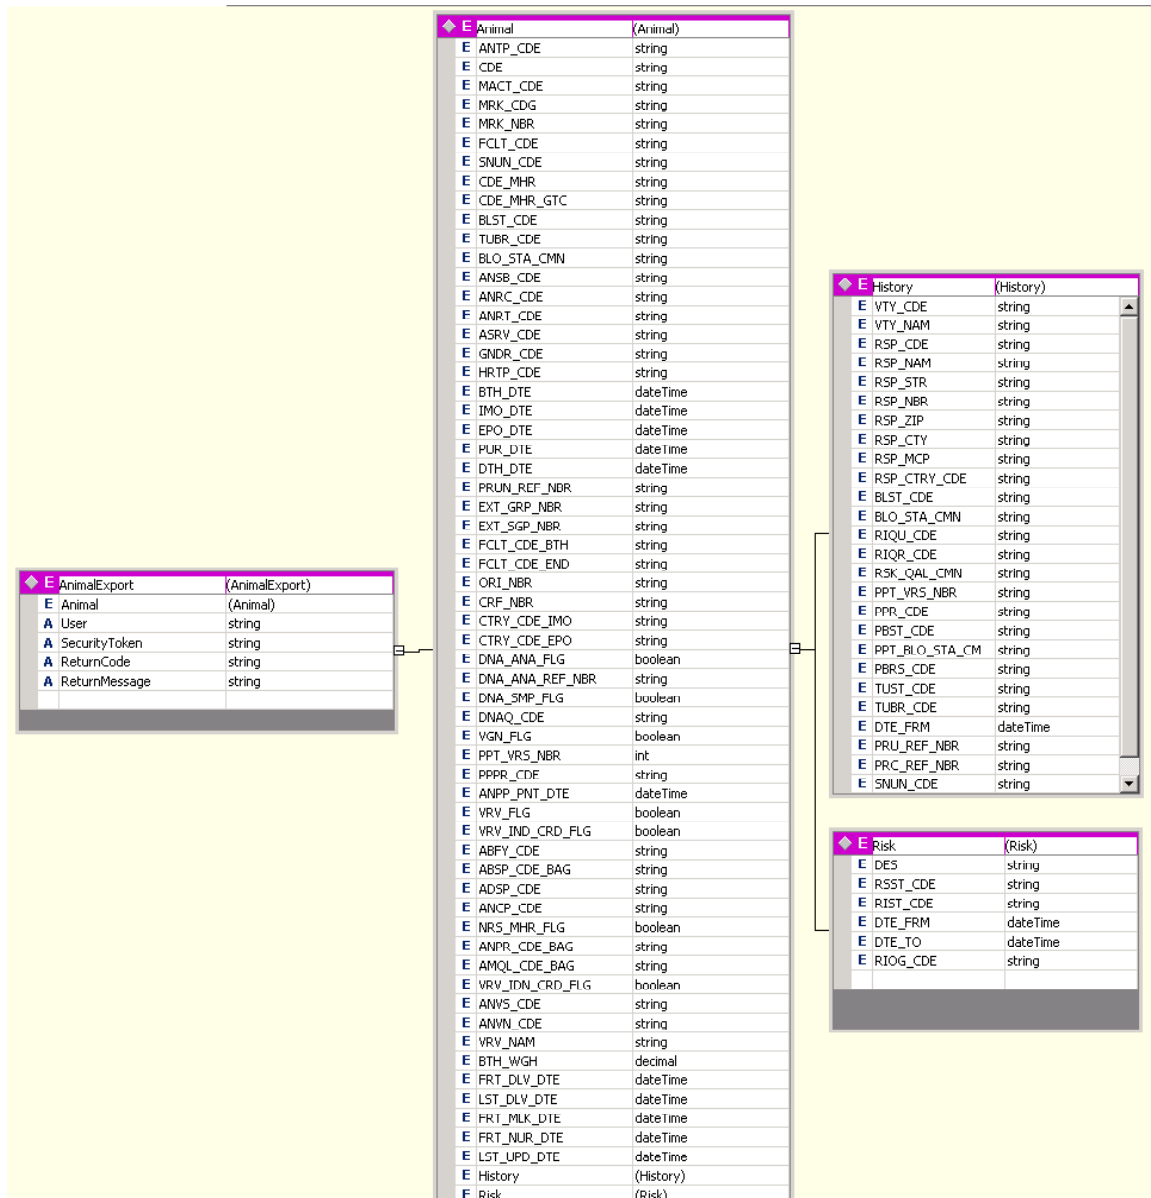 E AnimalExport (AnimalExport)
E Animal (Animal)
A User string
A SecurityToken string
A ReturnCode string
A ReturnMessage string
E Animal (Animal)
E ANTP_CDE string
E CDE string
E MACT_CDE string
E MRK_CDG string
E MRK_NBR string
E FCLT_CDE string
E SNUN_CDE string
E CDE_MHR string
E CDE_MHR_GTC string
E BLST_CDE string
E TUBR_CDE string
E BLO_STA_CMN string
E ANSB_CDE string
E ANRC_CDE string
E ANRT_CDE string
E ASRV_CDE string
E GNDR_CDE string
E HRTP_CDE string
E BTH_DTE dateTime
E IMO_DTE dateTime
E EPO_DTE dateTime
E PUR_DTE dateTime
E DTH_DTE dateTime
E PRUN_REF_NBR string
E EXT_GRP_NBR string
E EXT_SGP_NBR string
E FCLT_CDE_BTH string
E FCLT_CDE_END string
E ORI_NBR string
E CRF_NBR string
E CTRY_CDE_IMO string
E CTRY_CDE_EPO string
E DNA_ANA_FLG boolean
E DNA_ANA_REF_NBR string
E DNA_SMP_FLG boolean
E DNAQ_CDE string
E VGN_FLG boolean
E PPT_VRS_NBR int
E PPPR_CDE string
E ANPP_PNT_DTE dateTime
E VRV_FLG boolean
E VRV_IND_CRD_FLG boolean
E ABFY_CDE string
E ABSP_CDE_BAG string
E ADSP_CDE string
E ANCP_CDE string
E NRS_MHR_FLG boolean
E ANPR_CDE_BAG string
E AMQL_CDE_BAG string
E VRV_IDN_CRD_FLG boolean
E ANVS_CDE string
E ANVN_CDE string
E VRV_NAM string
E BTH_WGH decimal
E FRT_DLV_DTE dateTime
E LST_DLV_DTE dateTime
E FRT_MLK_DTE dateTime
E FRT_NUR_DTE dateTime
E LST_UPD_DTE dateTime
E History (History)
E Risk (Risk)
E History (History)
E VTY_CDE string
E VTY_NAM string
E RSP_CDE string
E RSP_NAM string
E RSP_STR string
E RSP_NBR string
E RSP_ZIP string
E RSP_CTY string
E RSP_MCP string
E RSP_CTRY_CDE string
E BLST_CDE string
E BLO_STA_CMN string
E RIQU_CDE string
E RIQR_CDE string
E RSK_QAL_CMN string
E PPT_VRS_NBR string
E PPR_CDE string
E PBST_CDE string
E PPT_BLO_STA_CM string
E PBRS_CDE string
E TUST_CDE string
E TUBR_CDE string
E DTE_FRM dateTime
E PRU_REF_NBR string
E PRC_REF_NBR string
E SNUN_CDE string
E Risk (Risk)
E DES string
E RSST_CDE string
E RIST_CDE string
E DTE_FRM dateTime
E DTE_TO dateTime
E RIOG_CDE string